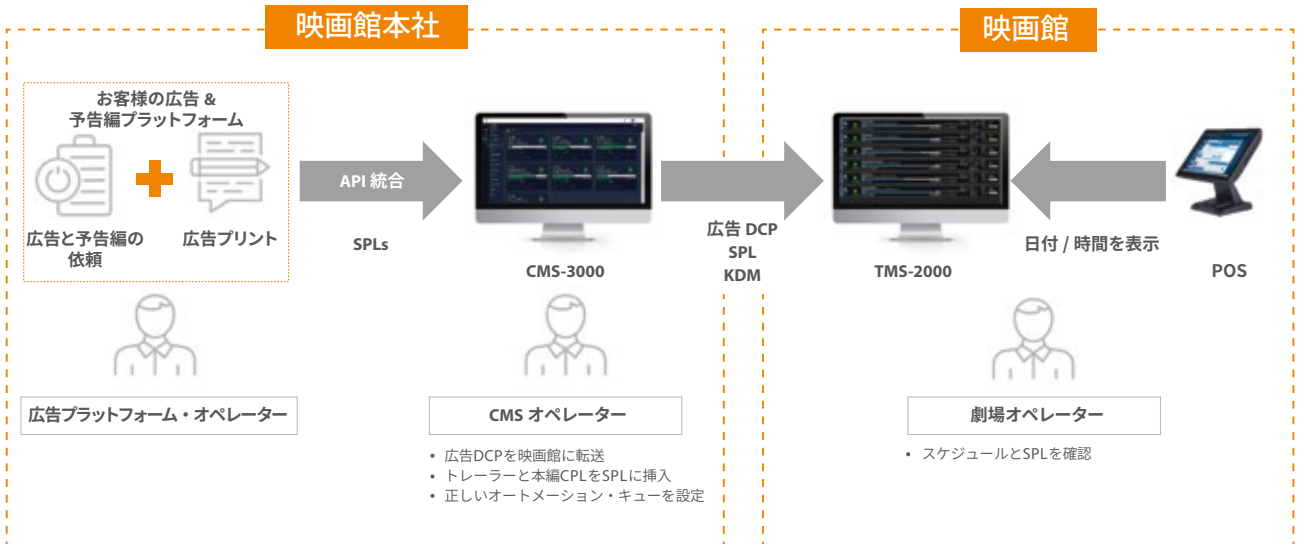 映画館本社
お客様の広告 &
予告編プラットフォーム
広告と予告編の
依頼
広告プリント
API 統合
SPLs
CMS-3000
広告 DCP
SPL
KDM
広告プラットフォーム・オペレーター
CMS オペレーター
• 広告DCPを映画館に転送
• トレーラーと本編CPLをSPLに挿入
• 正しいオートメーション・キューを設定
映画館
TMS-2000
日付 / 時間を表示
POS
劇場オペレーター
• スケジュールとSPLを確認